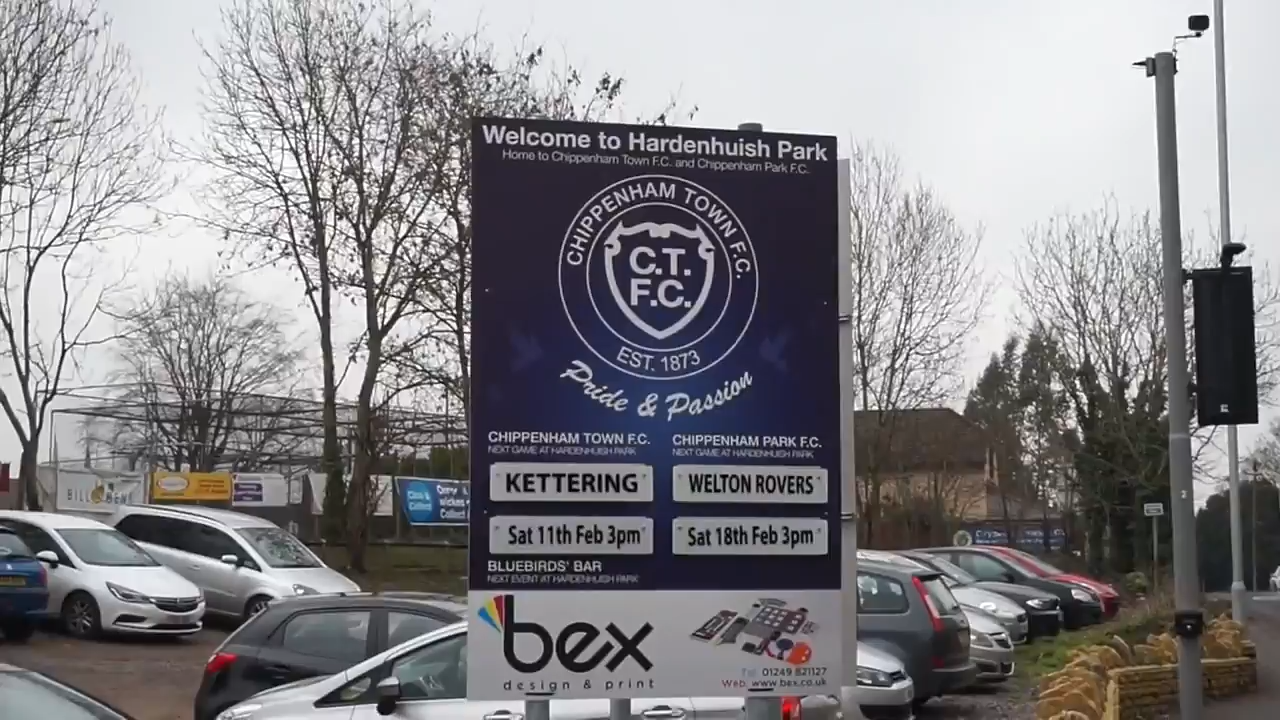 Welcome to Hardenhuish Park
Home to Chippenham Town F.C. and Chippenham Park F.C.
CHIPPENHAM TOWN F.C.
C.T.
F.C.
EST. 1873
Pride & Passion
CHIPPENHAM TOWN F.C.
NEXT GAME AT HARDENHUISH PARK
KETTERING
Sat 11th Feb 3pm
CHIPPENHAM PARK F.C.
NEXT GAME AT HARDENHUISH PARK
WELTON ROVERS
Sat 18th Feb 3pm
BLUEBIRDS' BAR
NEXT EVENT AT HARDENHUISH PARK
bex
design & print
Tel: 01249 821127
Web: www.bex.co.uk